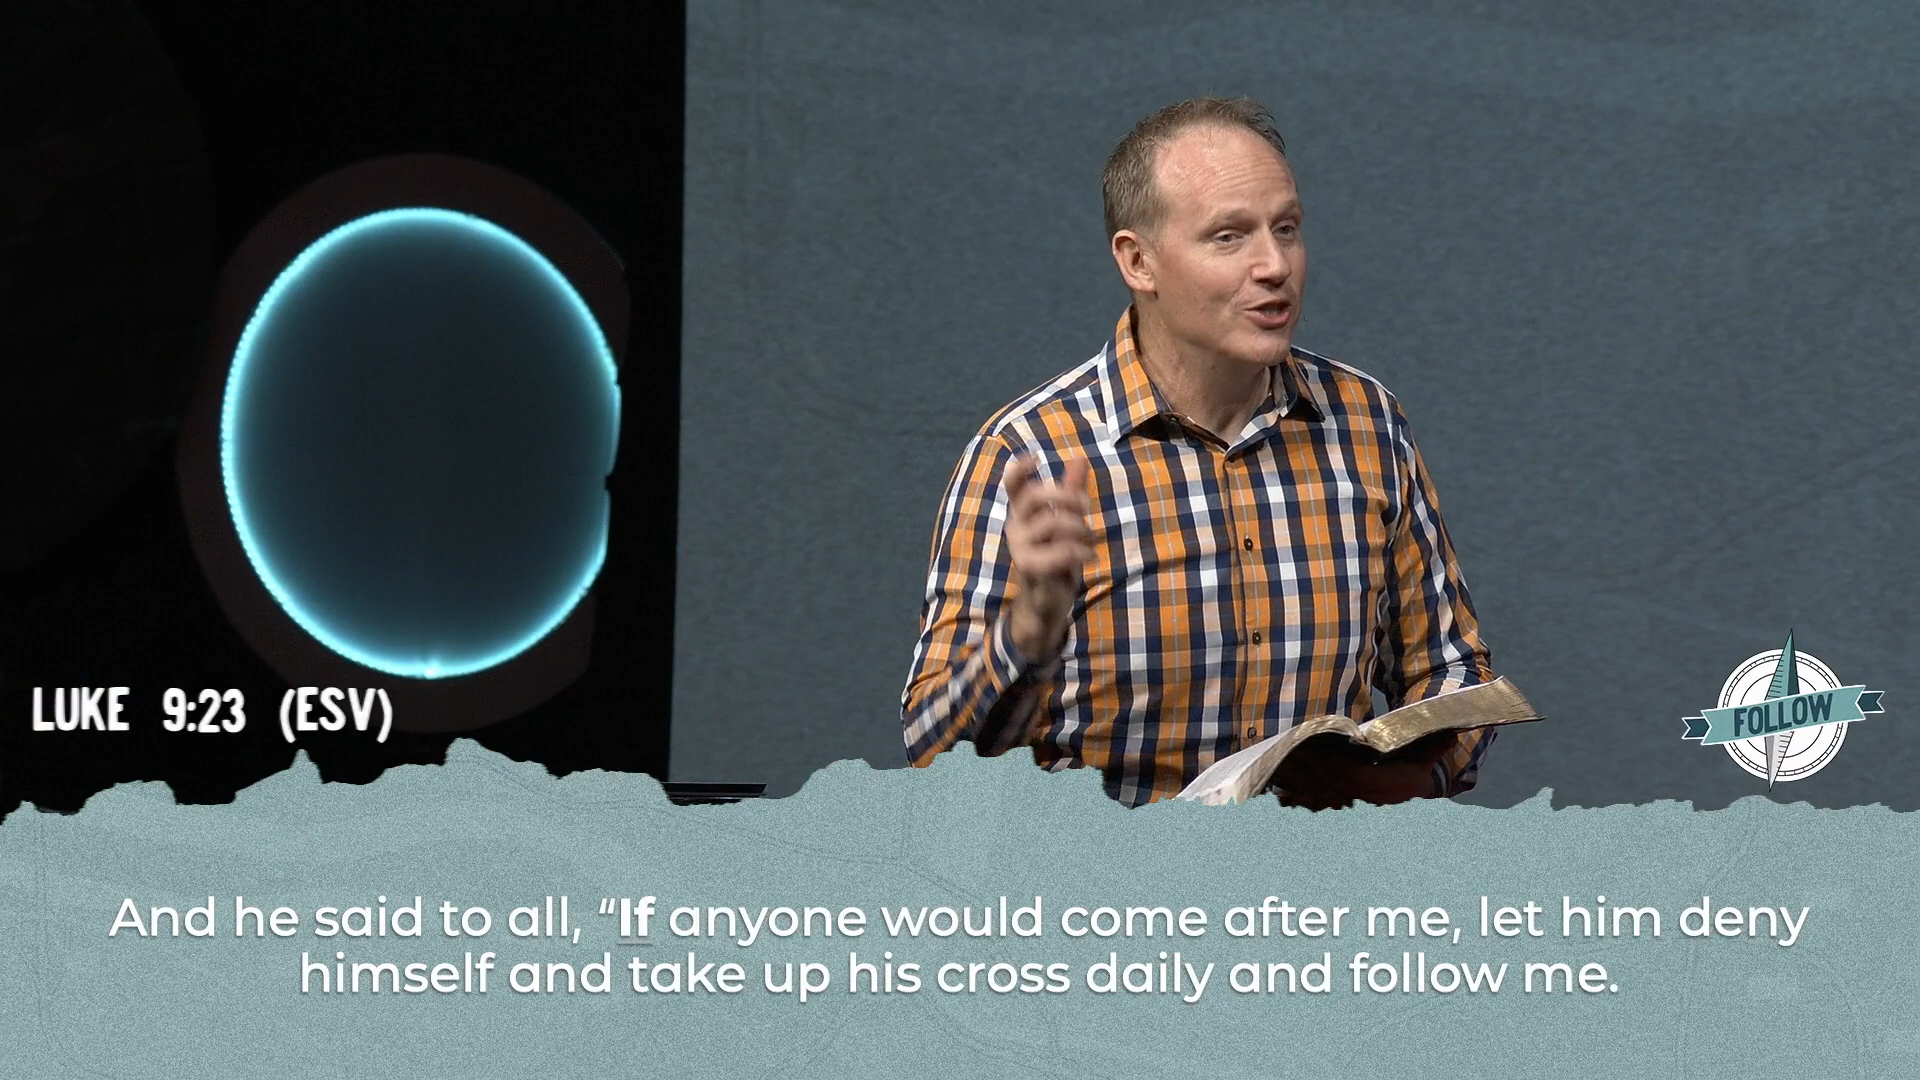 LUKE 9:23 (ESV)
FOLLOW
And he said to all, “If anyone would come after me, let him deny
himself and take up his cross daily and follow me.